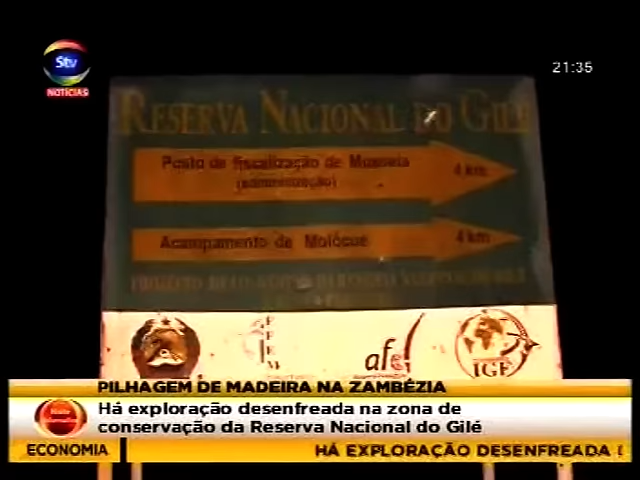 Stv
NOTÍCIAS
21:35
RESERVA NACIONAL DO GILÉ
Posto de fiscalização de Musseia
(administração)
4 km
Acampamento de Molócue
4 km
FFEM
afd
IGF
PILHAGEM DE MADEIRA NA ZAMBÉZIA
Há exploração desenfreada na zona de
conservação da Reserva Nacional do Gilé
ECONOMIA
HÁ EXPLORAÇÃO DESENFREADA